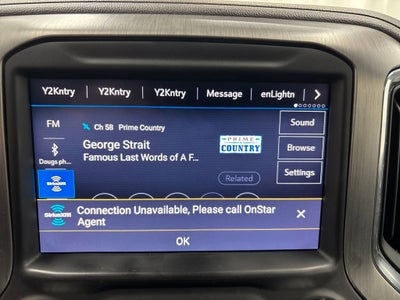 Y2Kntry Y2Kntry Y2Kntry Message enLightn
FM
Ch 58 Prime Country
Sound
George Strait
PRIME
COUNTRY
Famous Last Words of A F...
Dougs ph...
Browse
Settings
Related
SiriusXM
Connection Unavailable, Please call OnStar
Agent
SiriusXM
OK